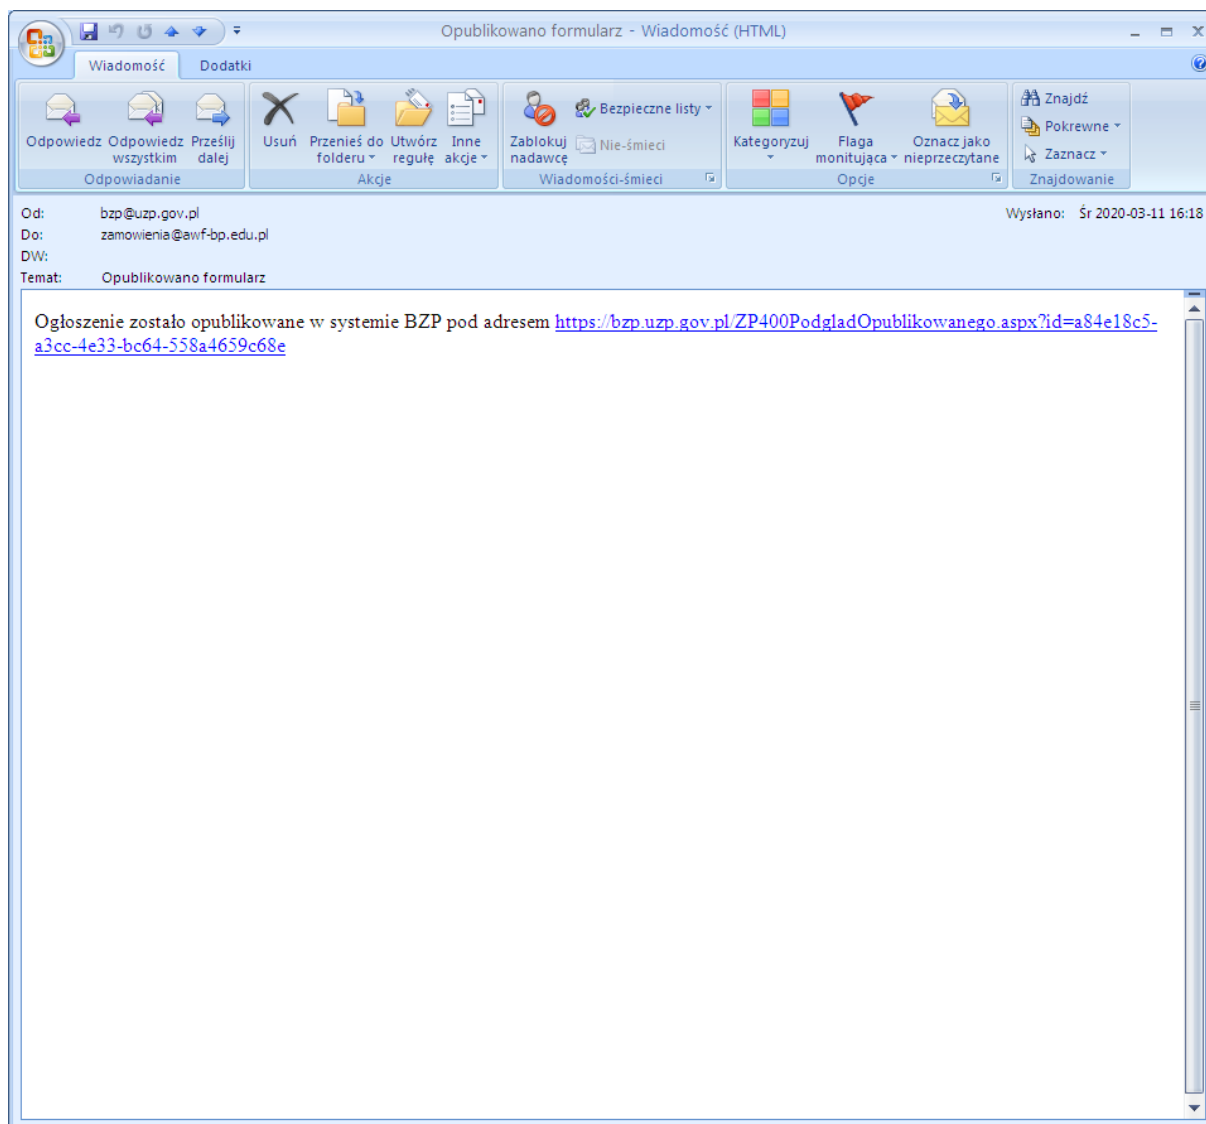 Opublikowano formularz - Wiadomość (HTML)
Wiadomość Dodatki
Odpowiedz Odpowiedz wszystkim Prześlij dalej
Odpowiadanie
Usuń Przenieś do folderu Utwórz regułę Inne akcje
Akcje
Zablokuj nadawcę Bezpieczne listy
Nie-śmieci
Wiadomości-śmieci
Kategoryzuj Flaga monitująca Oznacz jako nieprzeczytane
Opcje
Znajdź
Pokrewne
Zaznacz
Znajdowanie
Od: bzp@uzp.gov.pl Wysłano: Śr 2020-03-11 16:18
Do: zamowienia@awf-bp.edu.pl
DW:
Temat: Opublikowano formularz
Ogłoszenie zostało opublikowane w systemie BZP pod adresem https://bzp.uzp.gov.pl/ZP400PodgladOpublikowanego.aspx?id=a84e18c5-
a3cc-4e33-bc64-558a4659c68e